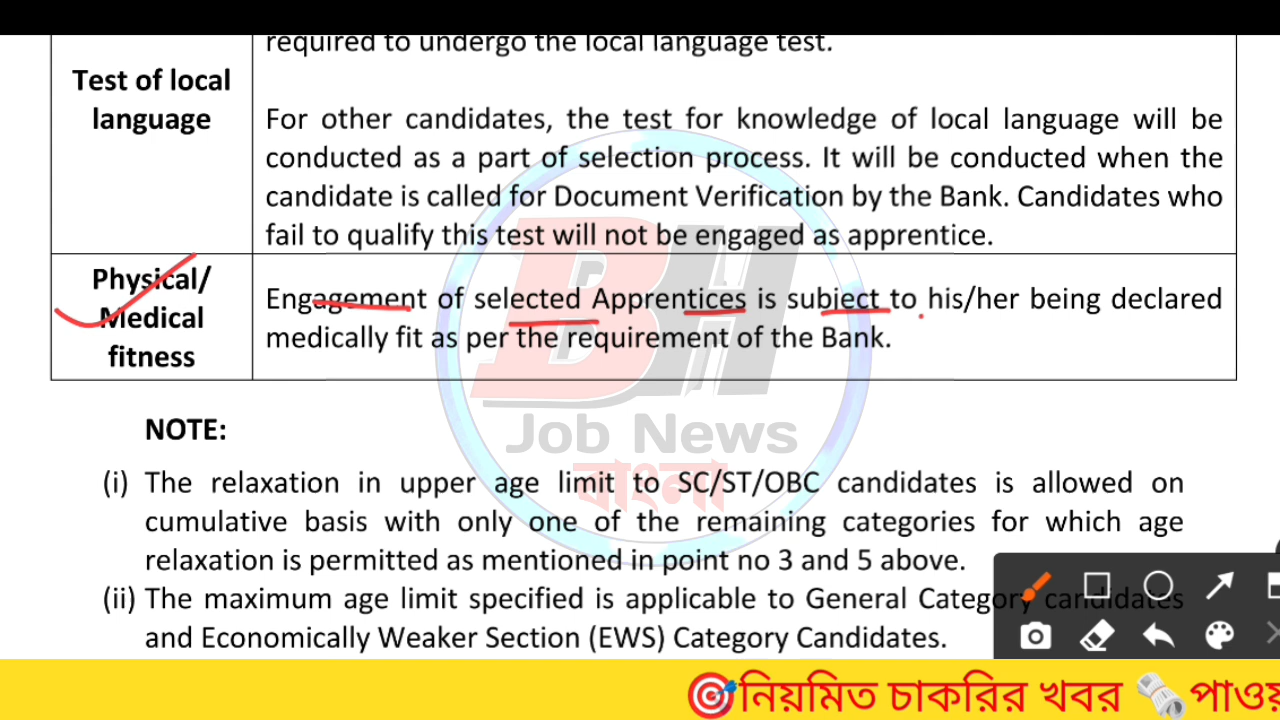 required to undergo the local language test.
Test of local
language
For other candidates, the test for knowledge of local language will be
conducted as a part of selection process. It will be conducted when the
candidate is called for Document Verification by the Bank. Candidates who
fail to qualify this test will not be engaged as apprentice.
Physical/
Medical
fitness
Engagement of selected Apprentices is subject to his/her being declared
medically fit as per the requirement of the Bank.
BH
Job News
বাংলা
NOTE:
(i) The relaxation in upper age limit to SC/ST/OBC candidates is allowed on
cumulative basis with only one of the remaining categories for which age
relaxation is permitted as mentioned in point no 3 and 5 above.
(ii) The maximum age limit specified is applicable to General Category candidates
and Economically Weaker Section (EWS) Category Candidates.
নিয়মিত চাকরির খবর